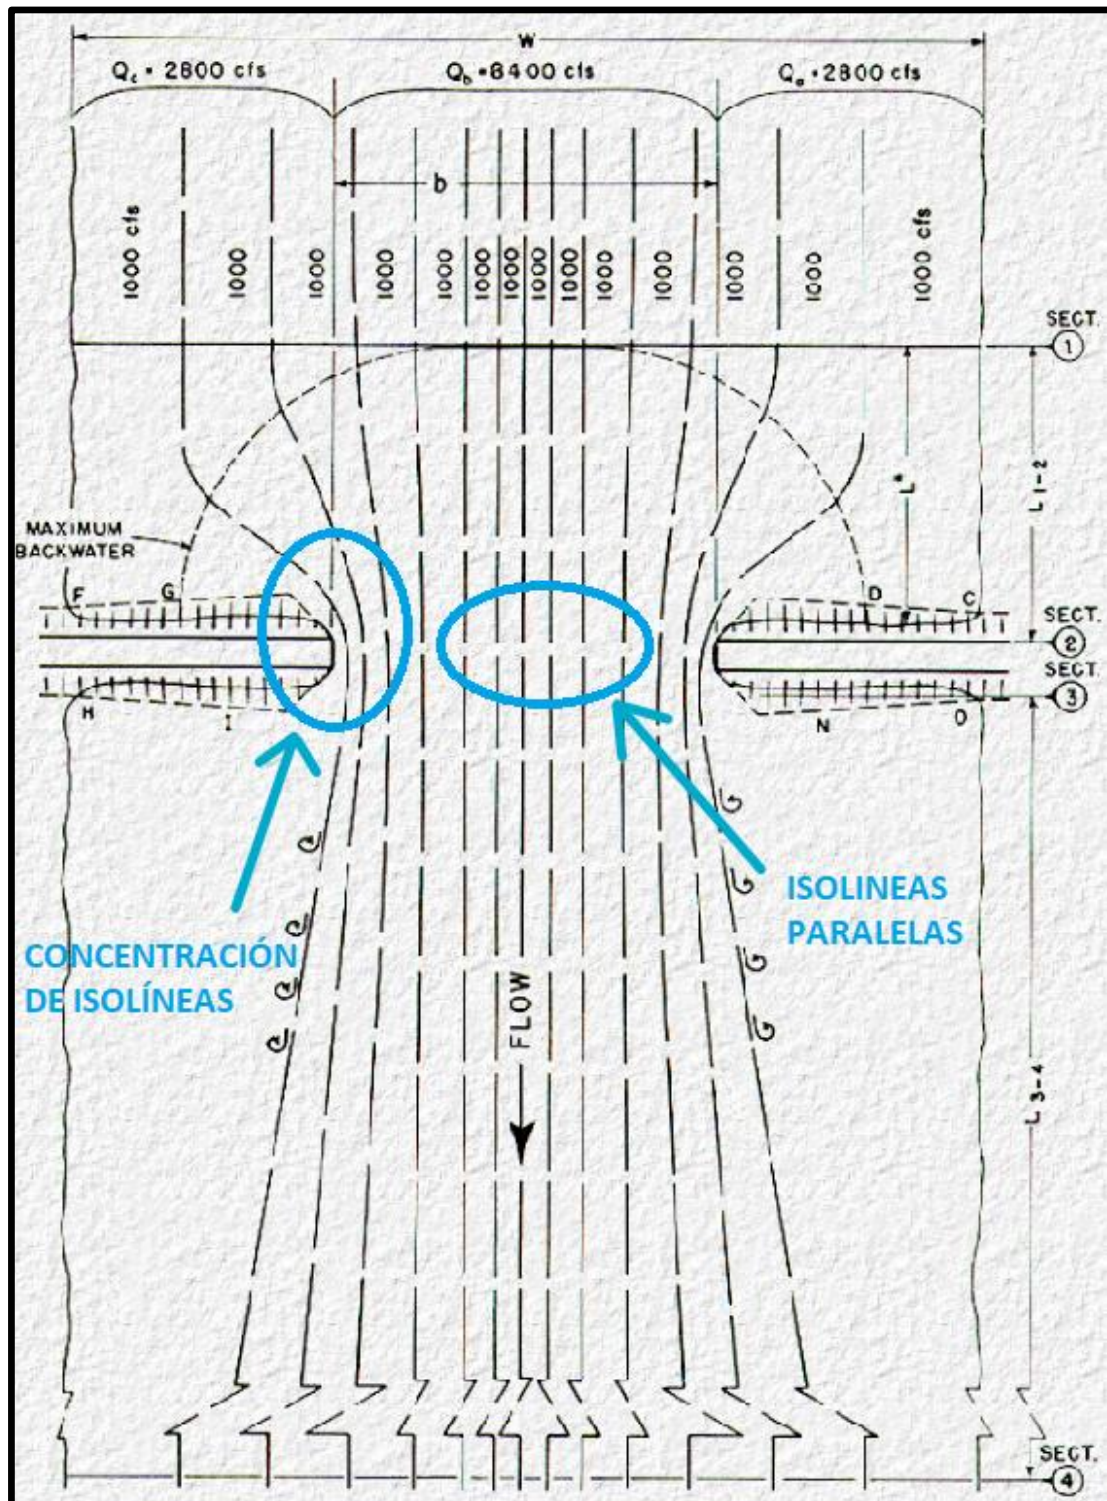 W
Qc = 2800 cfs
Qb = 8400 cfs
Qa = 2800 cfs
b
1000 cfs
1000
1000
1000
1000
1000
1000
1000
1000
1000
1000
1000
1000
1000 cfs
SECT.
1
L*
L1-2
MAXIMUM
BACKWATER
F
G
D
C
SECT.
2
SECT.
3
H
I
N
O
ISOLINEAS
PARALELAS
CONCENTRACIÓN
DE ISOLÍNEAS
FLOW
L3-4
SECT.
4